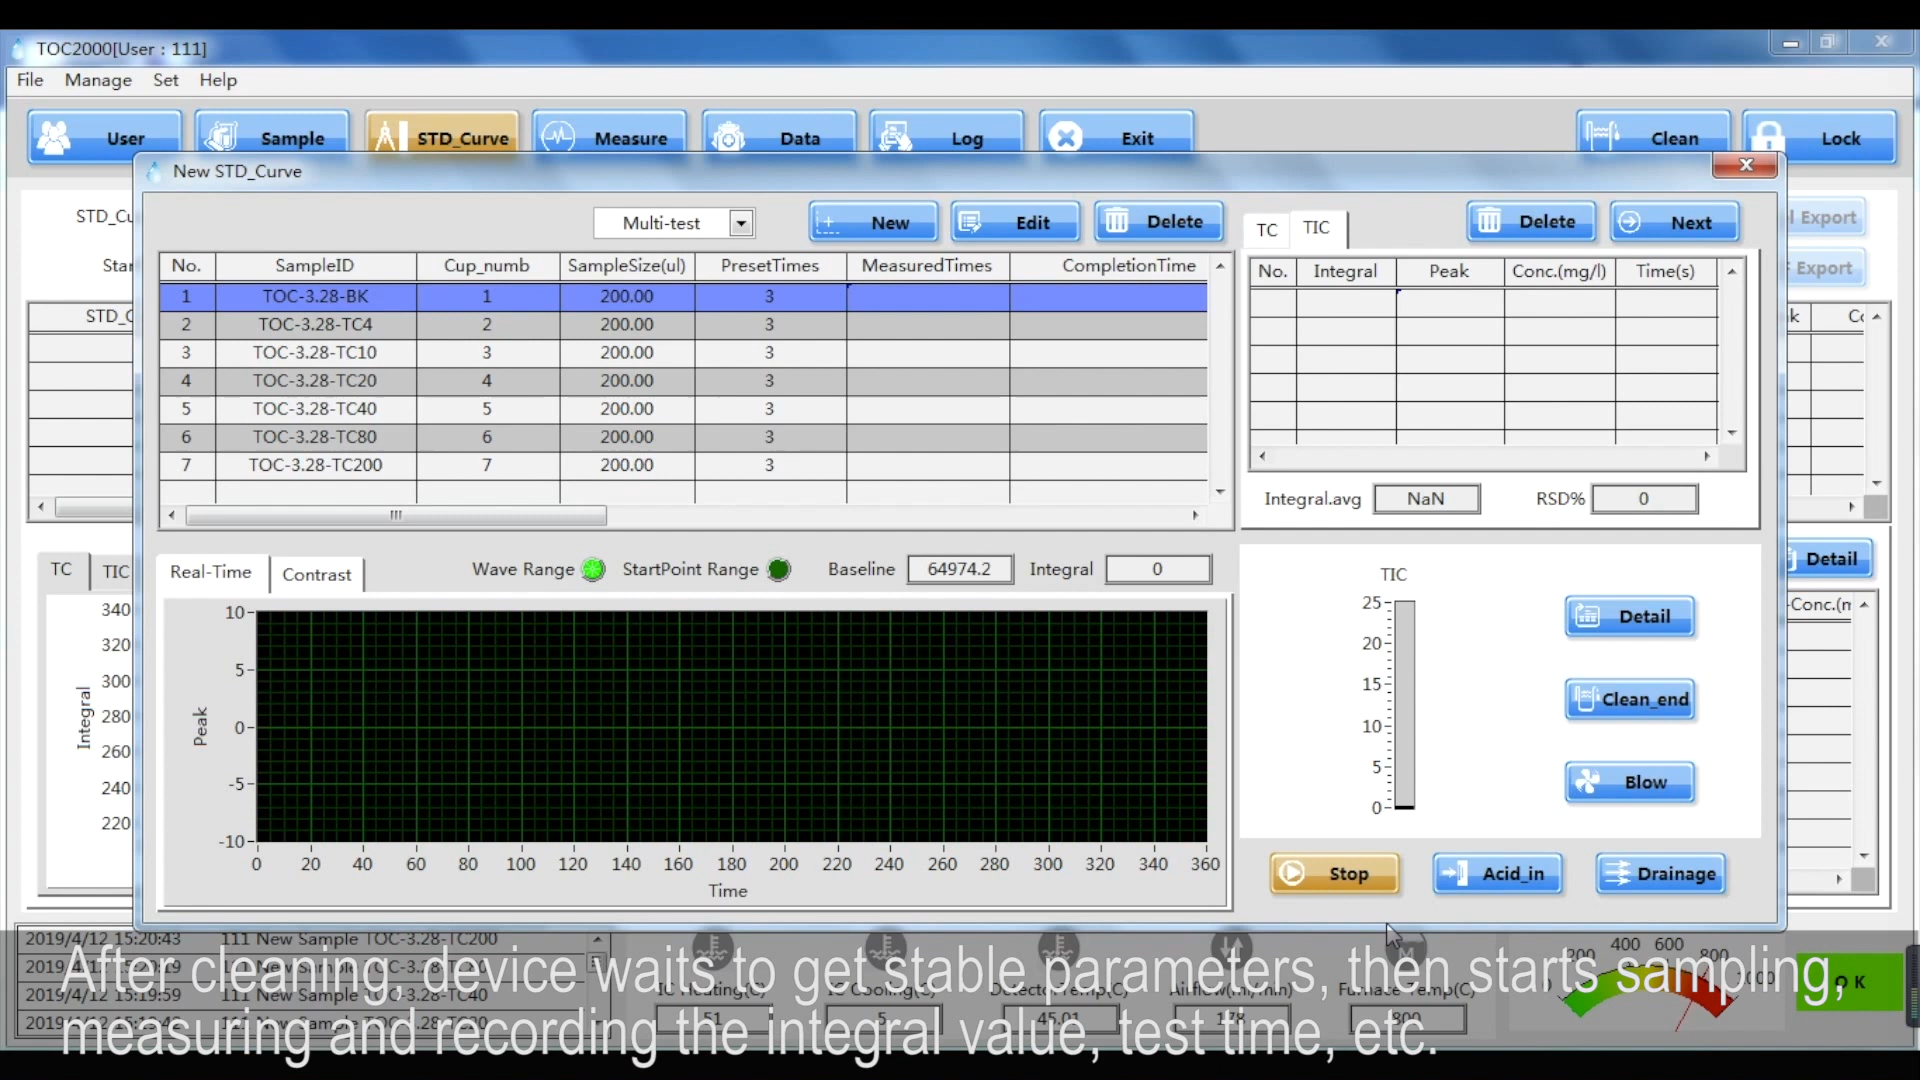 TOC2000[User : 111]
File Manage Set Help
User Sample STD_Curve Measure Data Log Exit Clean Lock
New STD_Curve
Multi-test New Edit Delete
TC TIC Delete Next
Export
Export
No. SampleID Cup_numb SampleSize(ul) PresetTimes MeasuredTimes CompletionTime
1 TOC-3.28-BK 1 200.00 3
2 TOC-3.28-TC4 2 200.00 3
3 TOC-3.28-TC10 3 200.00 3
4 TOC-3.28-TC20 4 200.00 3
5 TOC-3.28-TC40 5 200.00 3
6 TOC-3.28-TC80 6 200.00 3
7 TOC-3.28-TC200 7 200.00 3
No. Integral Peak Conc.(mg/l) Time(s)
Integral.avg NaN RSD% 0
TC TIC
Integral
340
320
300
280
260
240
220
Real-Time Contrast Wave Range StartPoint Range Baseline 64974.2 Integral 0
Peak
10
5
0
-5
-10
0 20 40 60 80 100 120 140 160 180 200 220 240 260 280 300 320 340 360
Time
TIC
25
20
15
10
5
0
Detail
Clean_end
Blow
Stop Acid_in Drainage
Detail
2019/4/12 15:20:43 111 New Sample TOC-3.28-TC200
2019/4/12 15:19:59 111 New Sample TOC-3.28-TC40
200 400 600 800
OK
After cleaning, device waits to get stable parameters, then starts sampling,
measuring and recording the integral value, test time, etc.